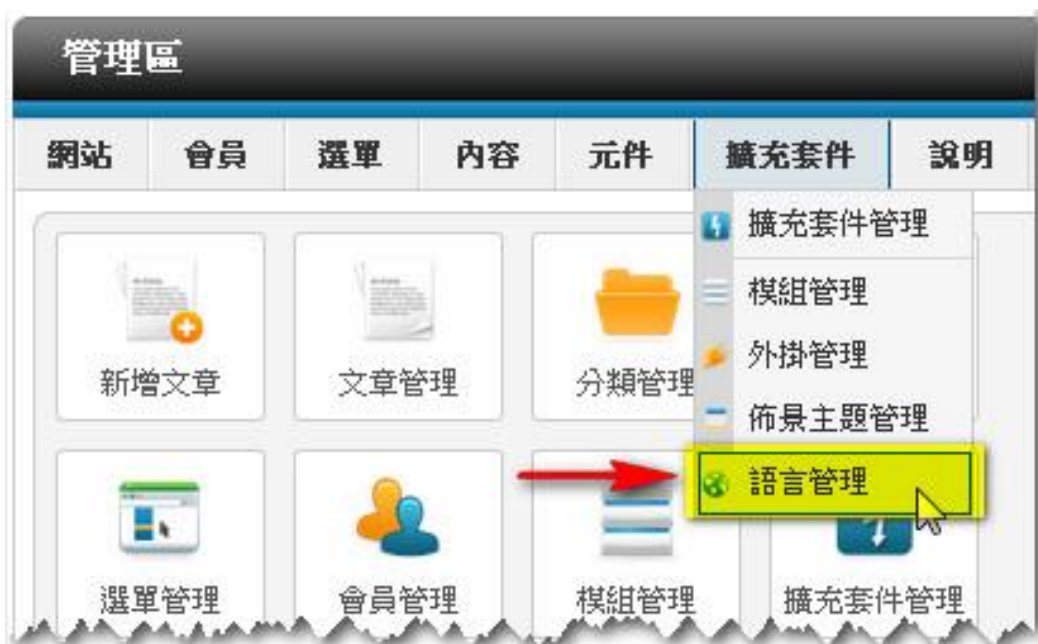 管理區
網站 會員 選單 內容 元件 擴充套件 說明
擴充套件管理
模組管理
外掛管理
佈景主題管理
語言管理
新增文章 文章管理 分類管理
選單管理 會員管理 模組管理 擴充套件管理